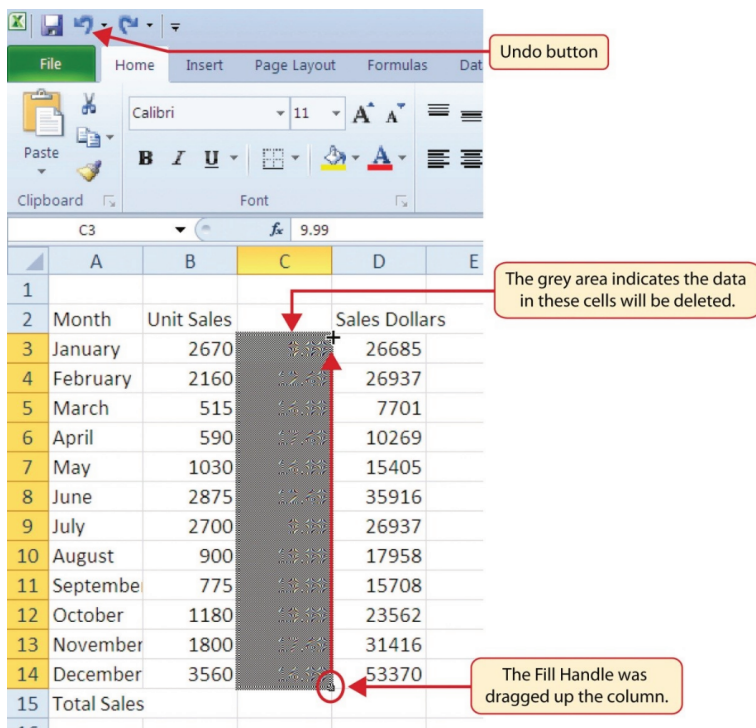 Undo button
File Home Insert Page Layout Formulas Dat
Calibri 11 A A
Paste B I U A
Clipboard Font
C3 fx 9.99
A B C D E
The grey area indicates the data
in these cells will be deleted.
1
2 Month Unit Sales Sales Dollars
3 January 2670 26685
4 February 2160 26937
5 March 515 7701
6 April 590 10269
7 May 1030 15405
8 June 2875 35916
9 July 2700 26937
10 August 900 17958
11 September 775 15708
12 October 1180 23562
13 November 1800 31416
14 December 3560 53370
The Fill Handle was
dragged up the column.
15 Total Sales